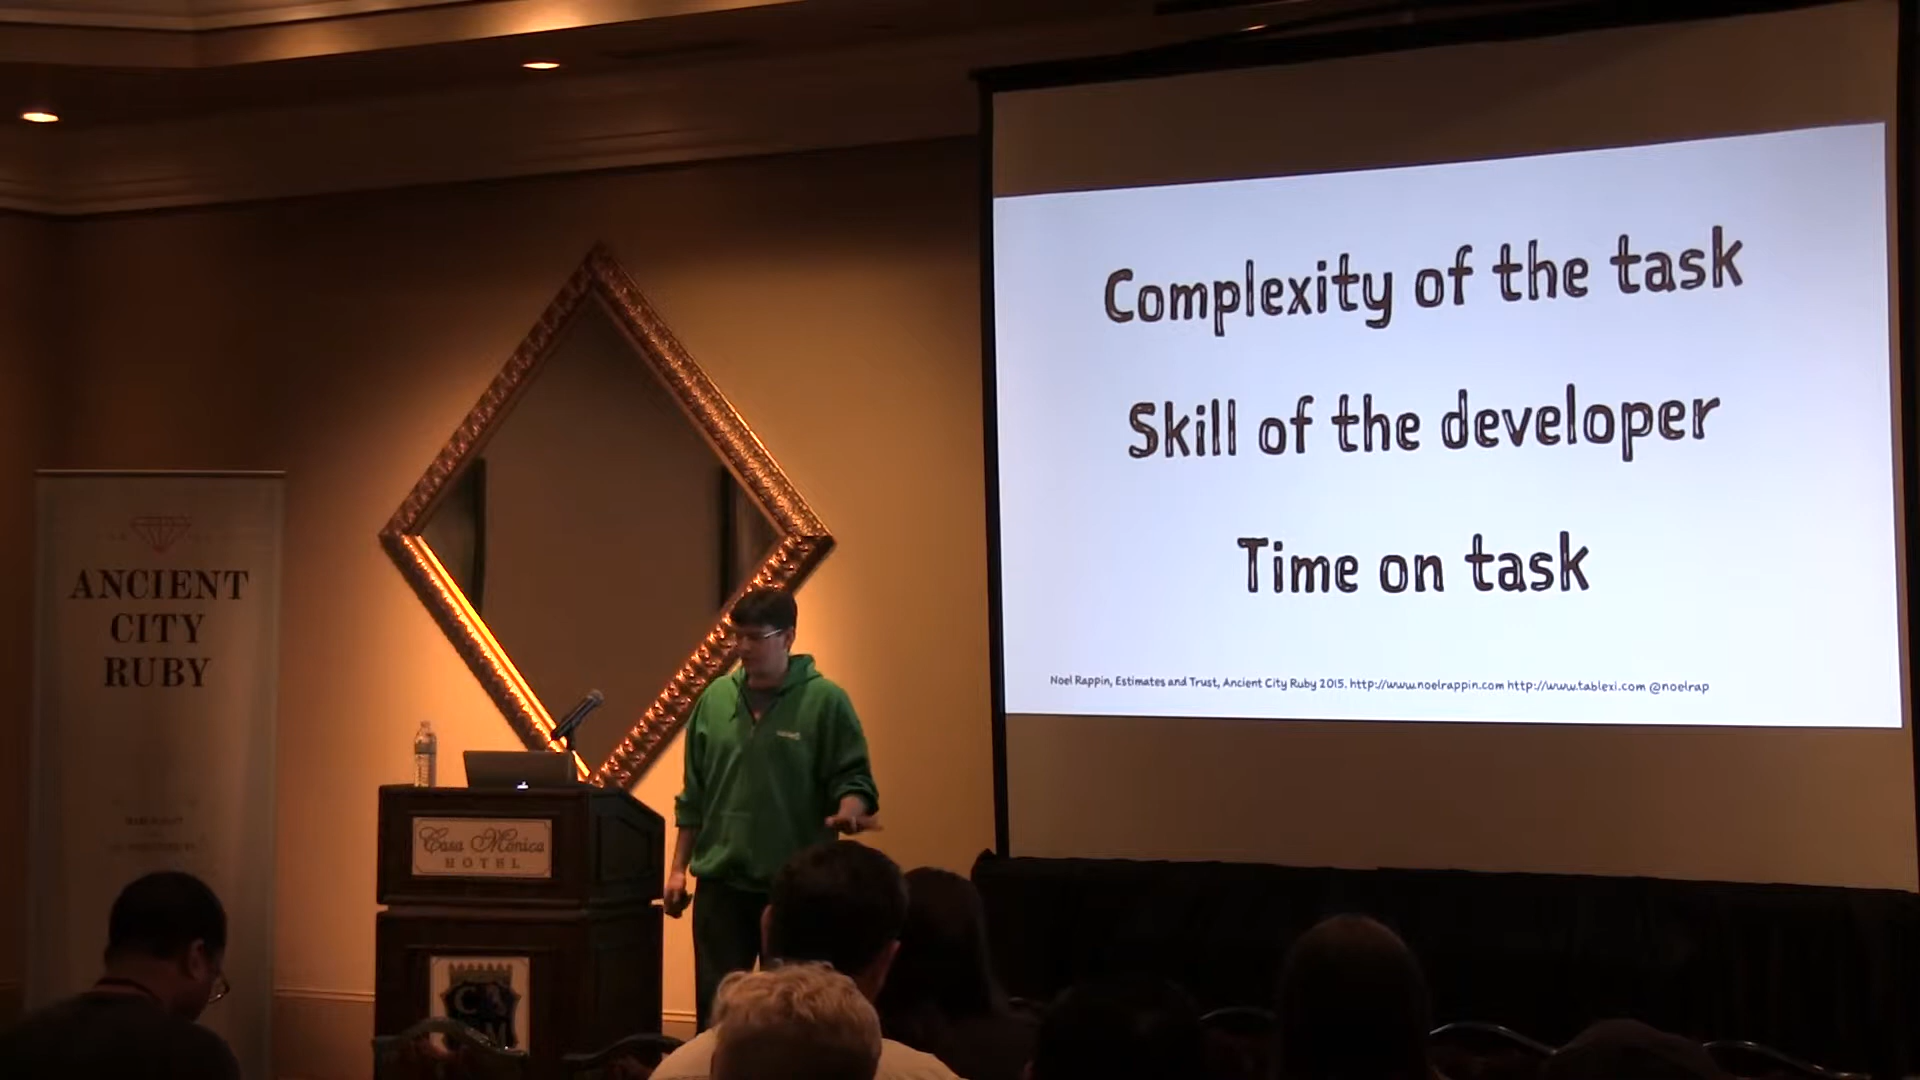 Complexity of the task
Skill of the developer
Time on task
Noel Rappin, Estimates and Trust, Ancient City Ruby 2015. http://www.noelrappin.com http://www.tablexi.com @noelrap
ANCIENT
CITY
RUBY
Casa Monica
HOTEL